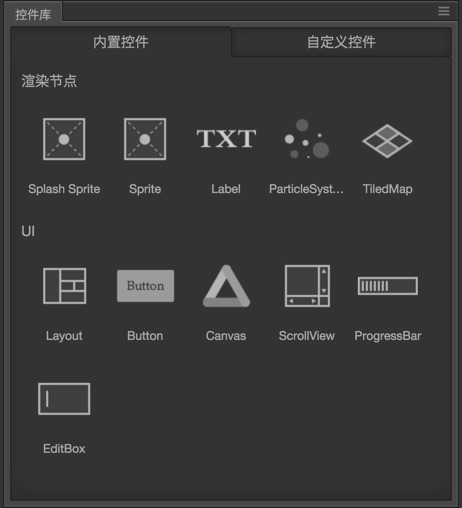 控件库
内置控件 自定义控件
渲染节点
TXT
Splash Sprite Sprite Label ParticleSyst... TiledMap
UI
Button
Layout Button Canvas ScrollView ProgressBar
EditBox